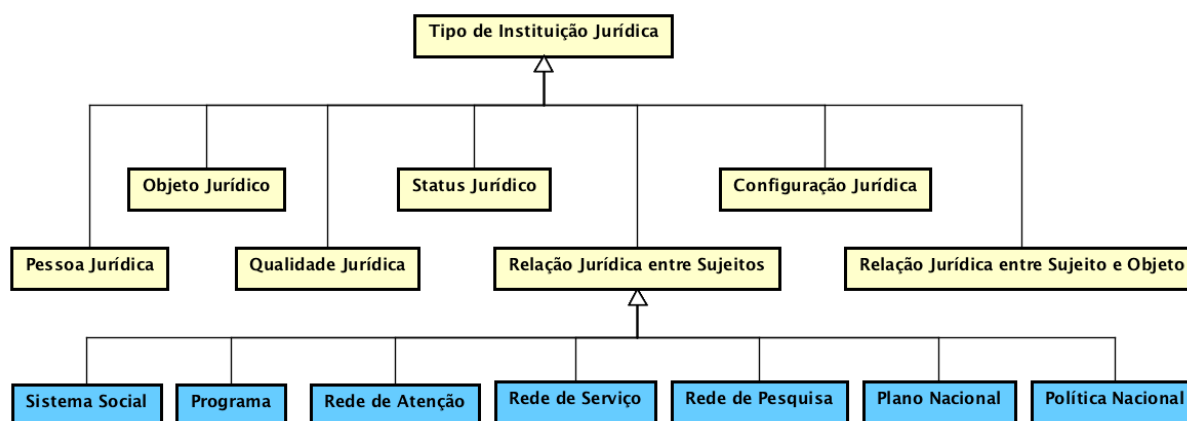 Tipo de Instituição Jurídica
Objeto Jurídico
Status Jurídico
Configuração Jurídica
Pessoa Jurídica
Qualidade Jurídica
Relação Jurídica entre Sujeitos
Relação Jurídica entre Sujeito e Objeto
Sistema Social
Programa
Rede de Atenção
Rede de Serviço
Rede de Pesquisa
Plano Nacional
Política Nacional